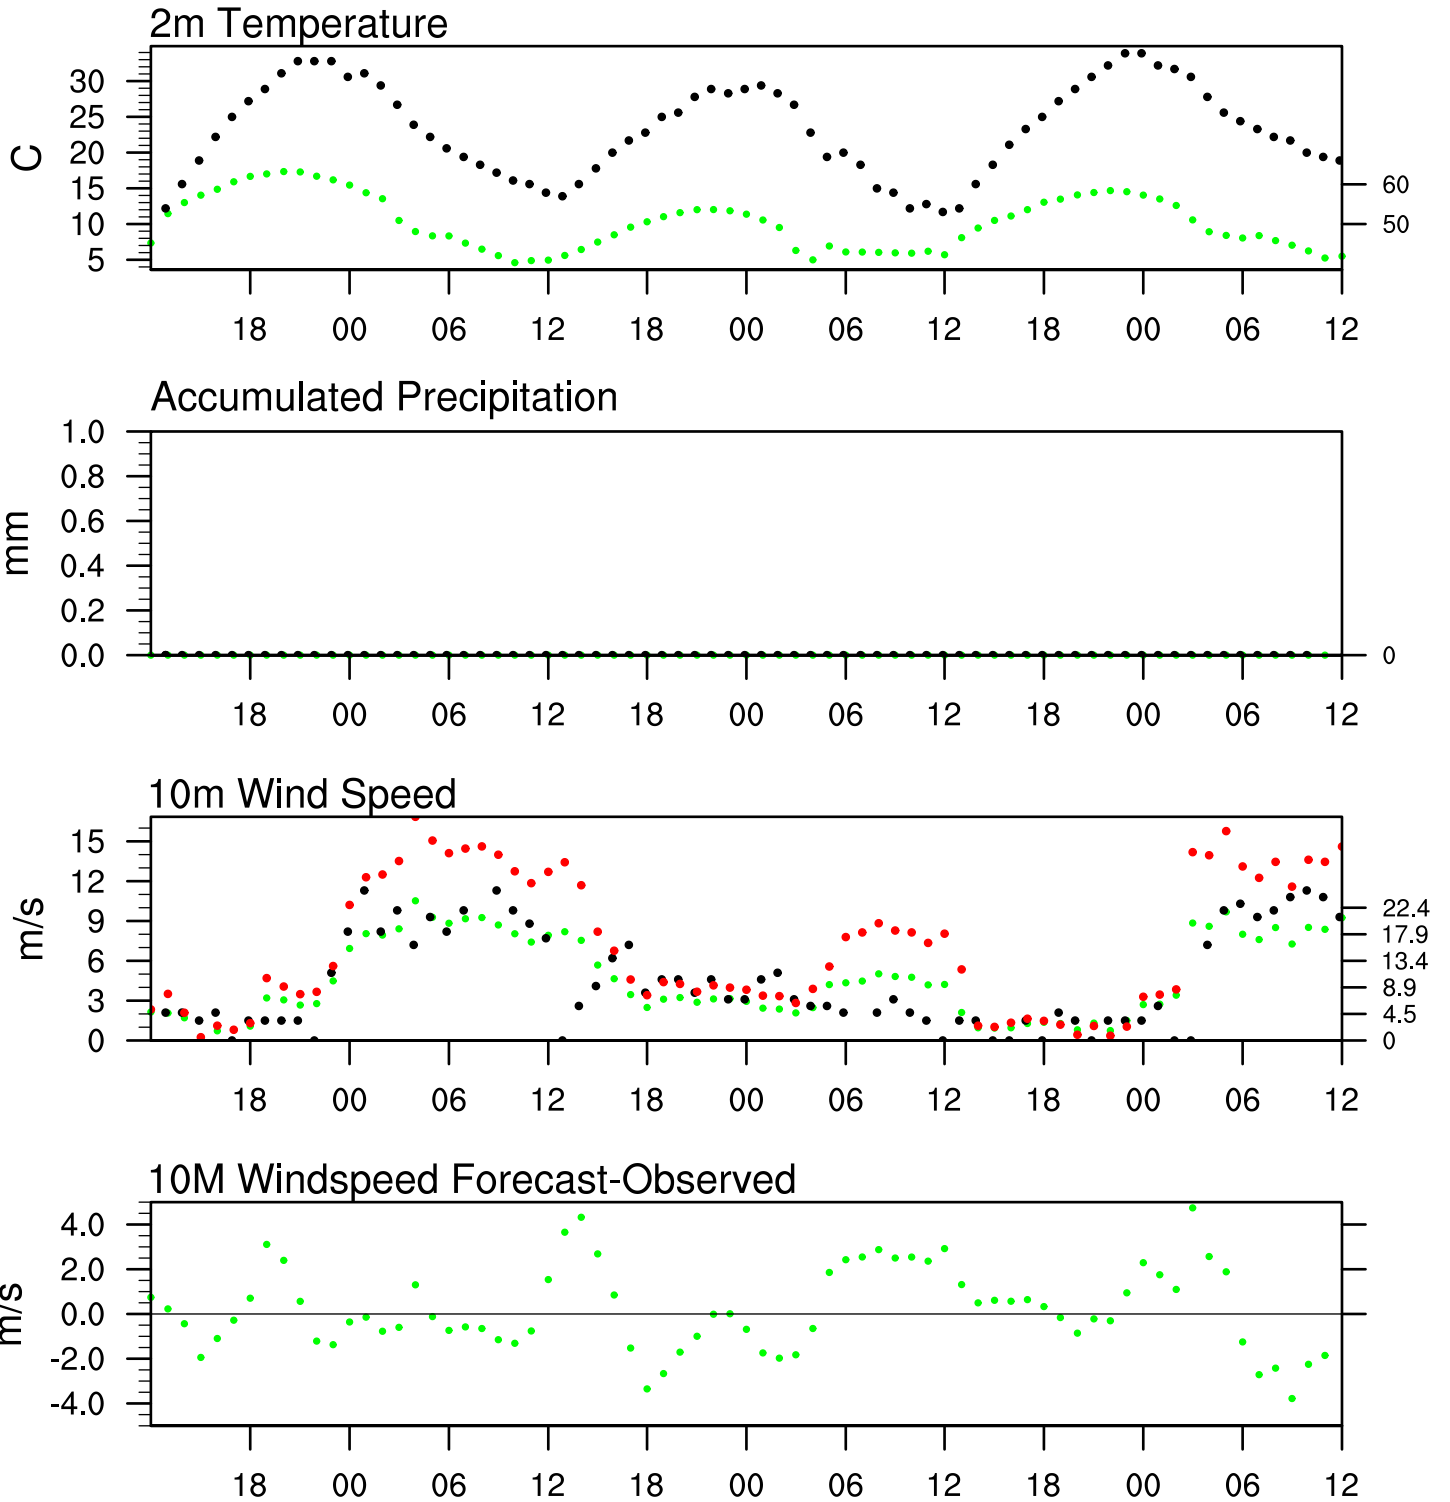 2m Temperature
30
25
20
15
10
5
C
60
50
18 00 06 12 18 00 06 12 18 00 06 12
Accumulated Precipitation
1.0
0.8
0.6
0.4
0.2
0.0
mm
0
18 00 06 12 18 00 06 12 18 00 06 12
10m Wind Speed
15
12
9
6
3
0
m/s
22.4
17.9
13.4
8.9
4.5
0
18 00 06 12 18 00 06 12 18 00 06 12
10M Windspeed Forecast-Observed
4.0
2.0
0.0
-2.0
-4.0
m/s
18 00 06 12 18 00 06 12 18 00 06 12